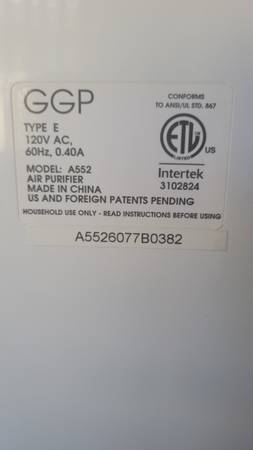 GGP
TYPE E
120V AC,
60Hz, 0.40A
MODEL: A552
AIR PURIFIER
MADE IN CHINA
US AND FOREIGN PATENTS PENDING
HOUSEHOLD USE ONLY - READ INSTRUCTIONS BEFORE USING
CONFORMS
TO ANSI/UL STD. 867
ETL
LISTED
US
Intertek
3102824
A5526077B0382